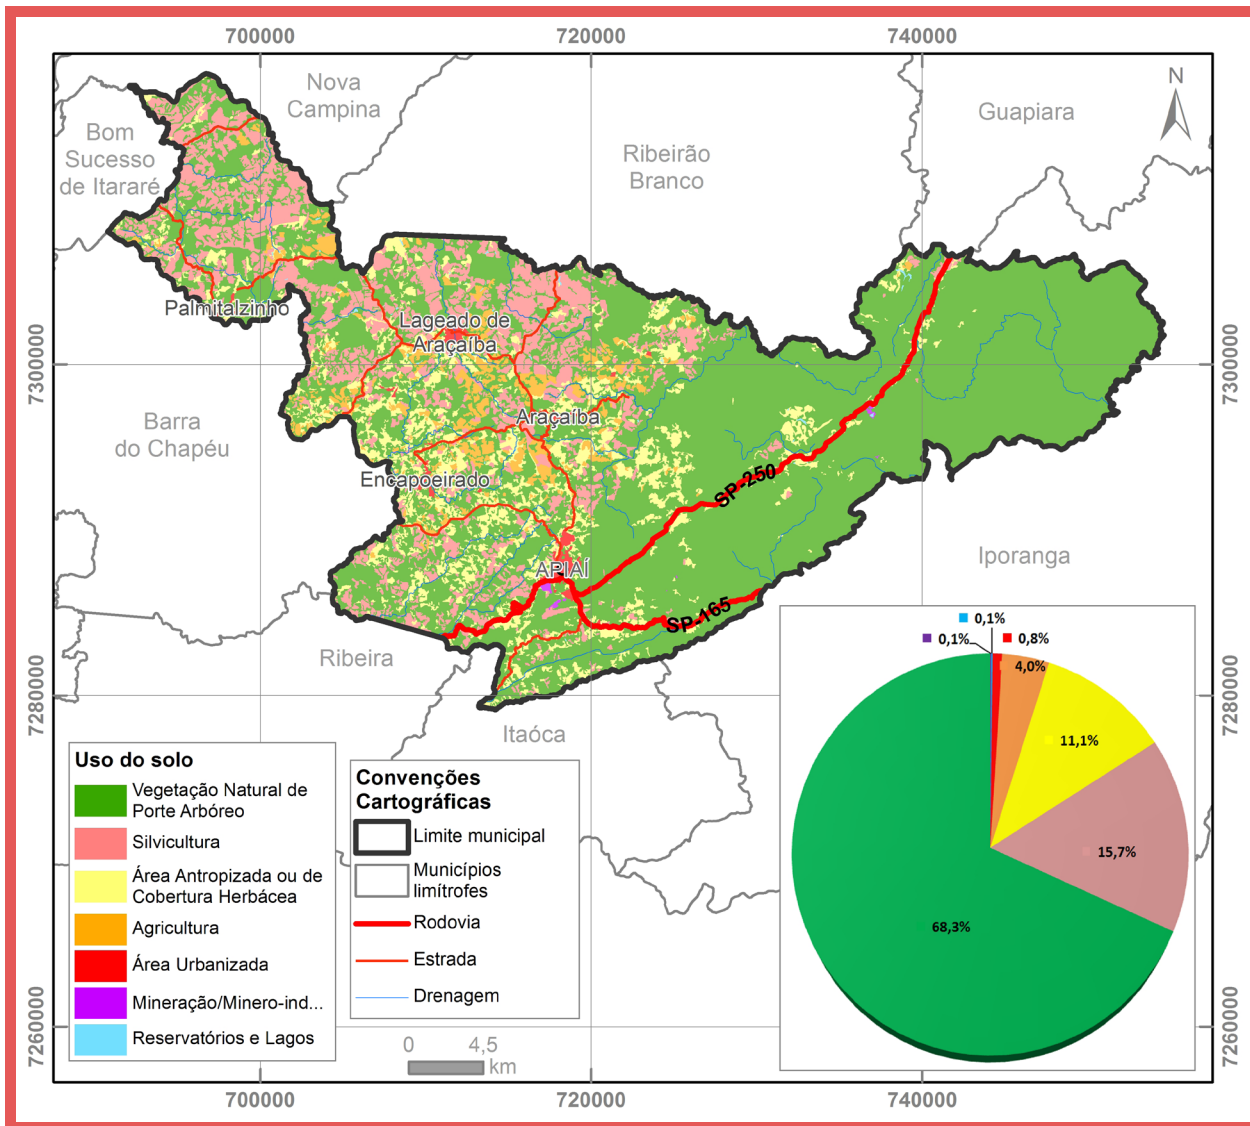 700000
720000
740000
Nova
Campina
N
Guapiara
Bom
Sucesso
de Itararé
Ribeirão
Branco
Palmitalzinho
Lageado de
Araçaíba
7300000
7300000
Barra
do Chapéu
Araçaíba
Encapoeirado
SP-250
Iporanga
APIAÍ
SP-165
Ribeira
Itaóca
7280000
7280000
0,1%
0,1%
0,8%
4,0%
11,1%
15,7%
68,3%
Uso do solo
Vegetação Natural de
Porte Arbóreo
Silvicultura
Área Antropizada ou de
Cobertura Herbácea
Agricultura
Área Urbanizada
Mineração/Minero-ind...
Reservatórios e Lagos
Convenções
Cartográficas
Limite municipal
Municípios
limítrofes
Rodovia
Estrada
Drenagem
7260000
7260000
0 4,5
km
700000
720000
740000